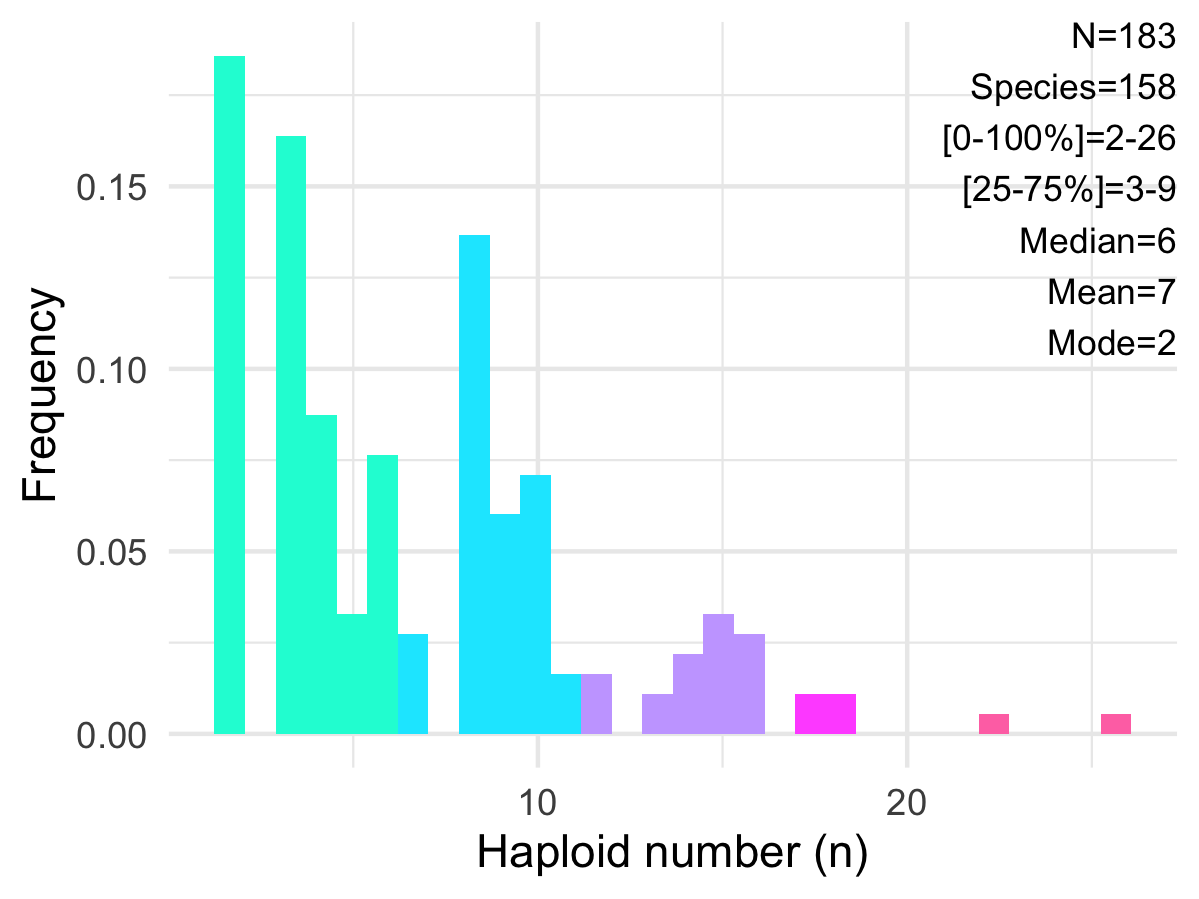 N=183
Species=158
[0-100%]=2-26
[25-75%]=3-9
Median=6
Mean=7
Mode=2
Frequency
0.15
0.10
0.05
0.00
10
20
Haploid number (n)